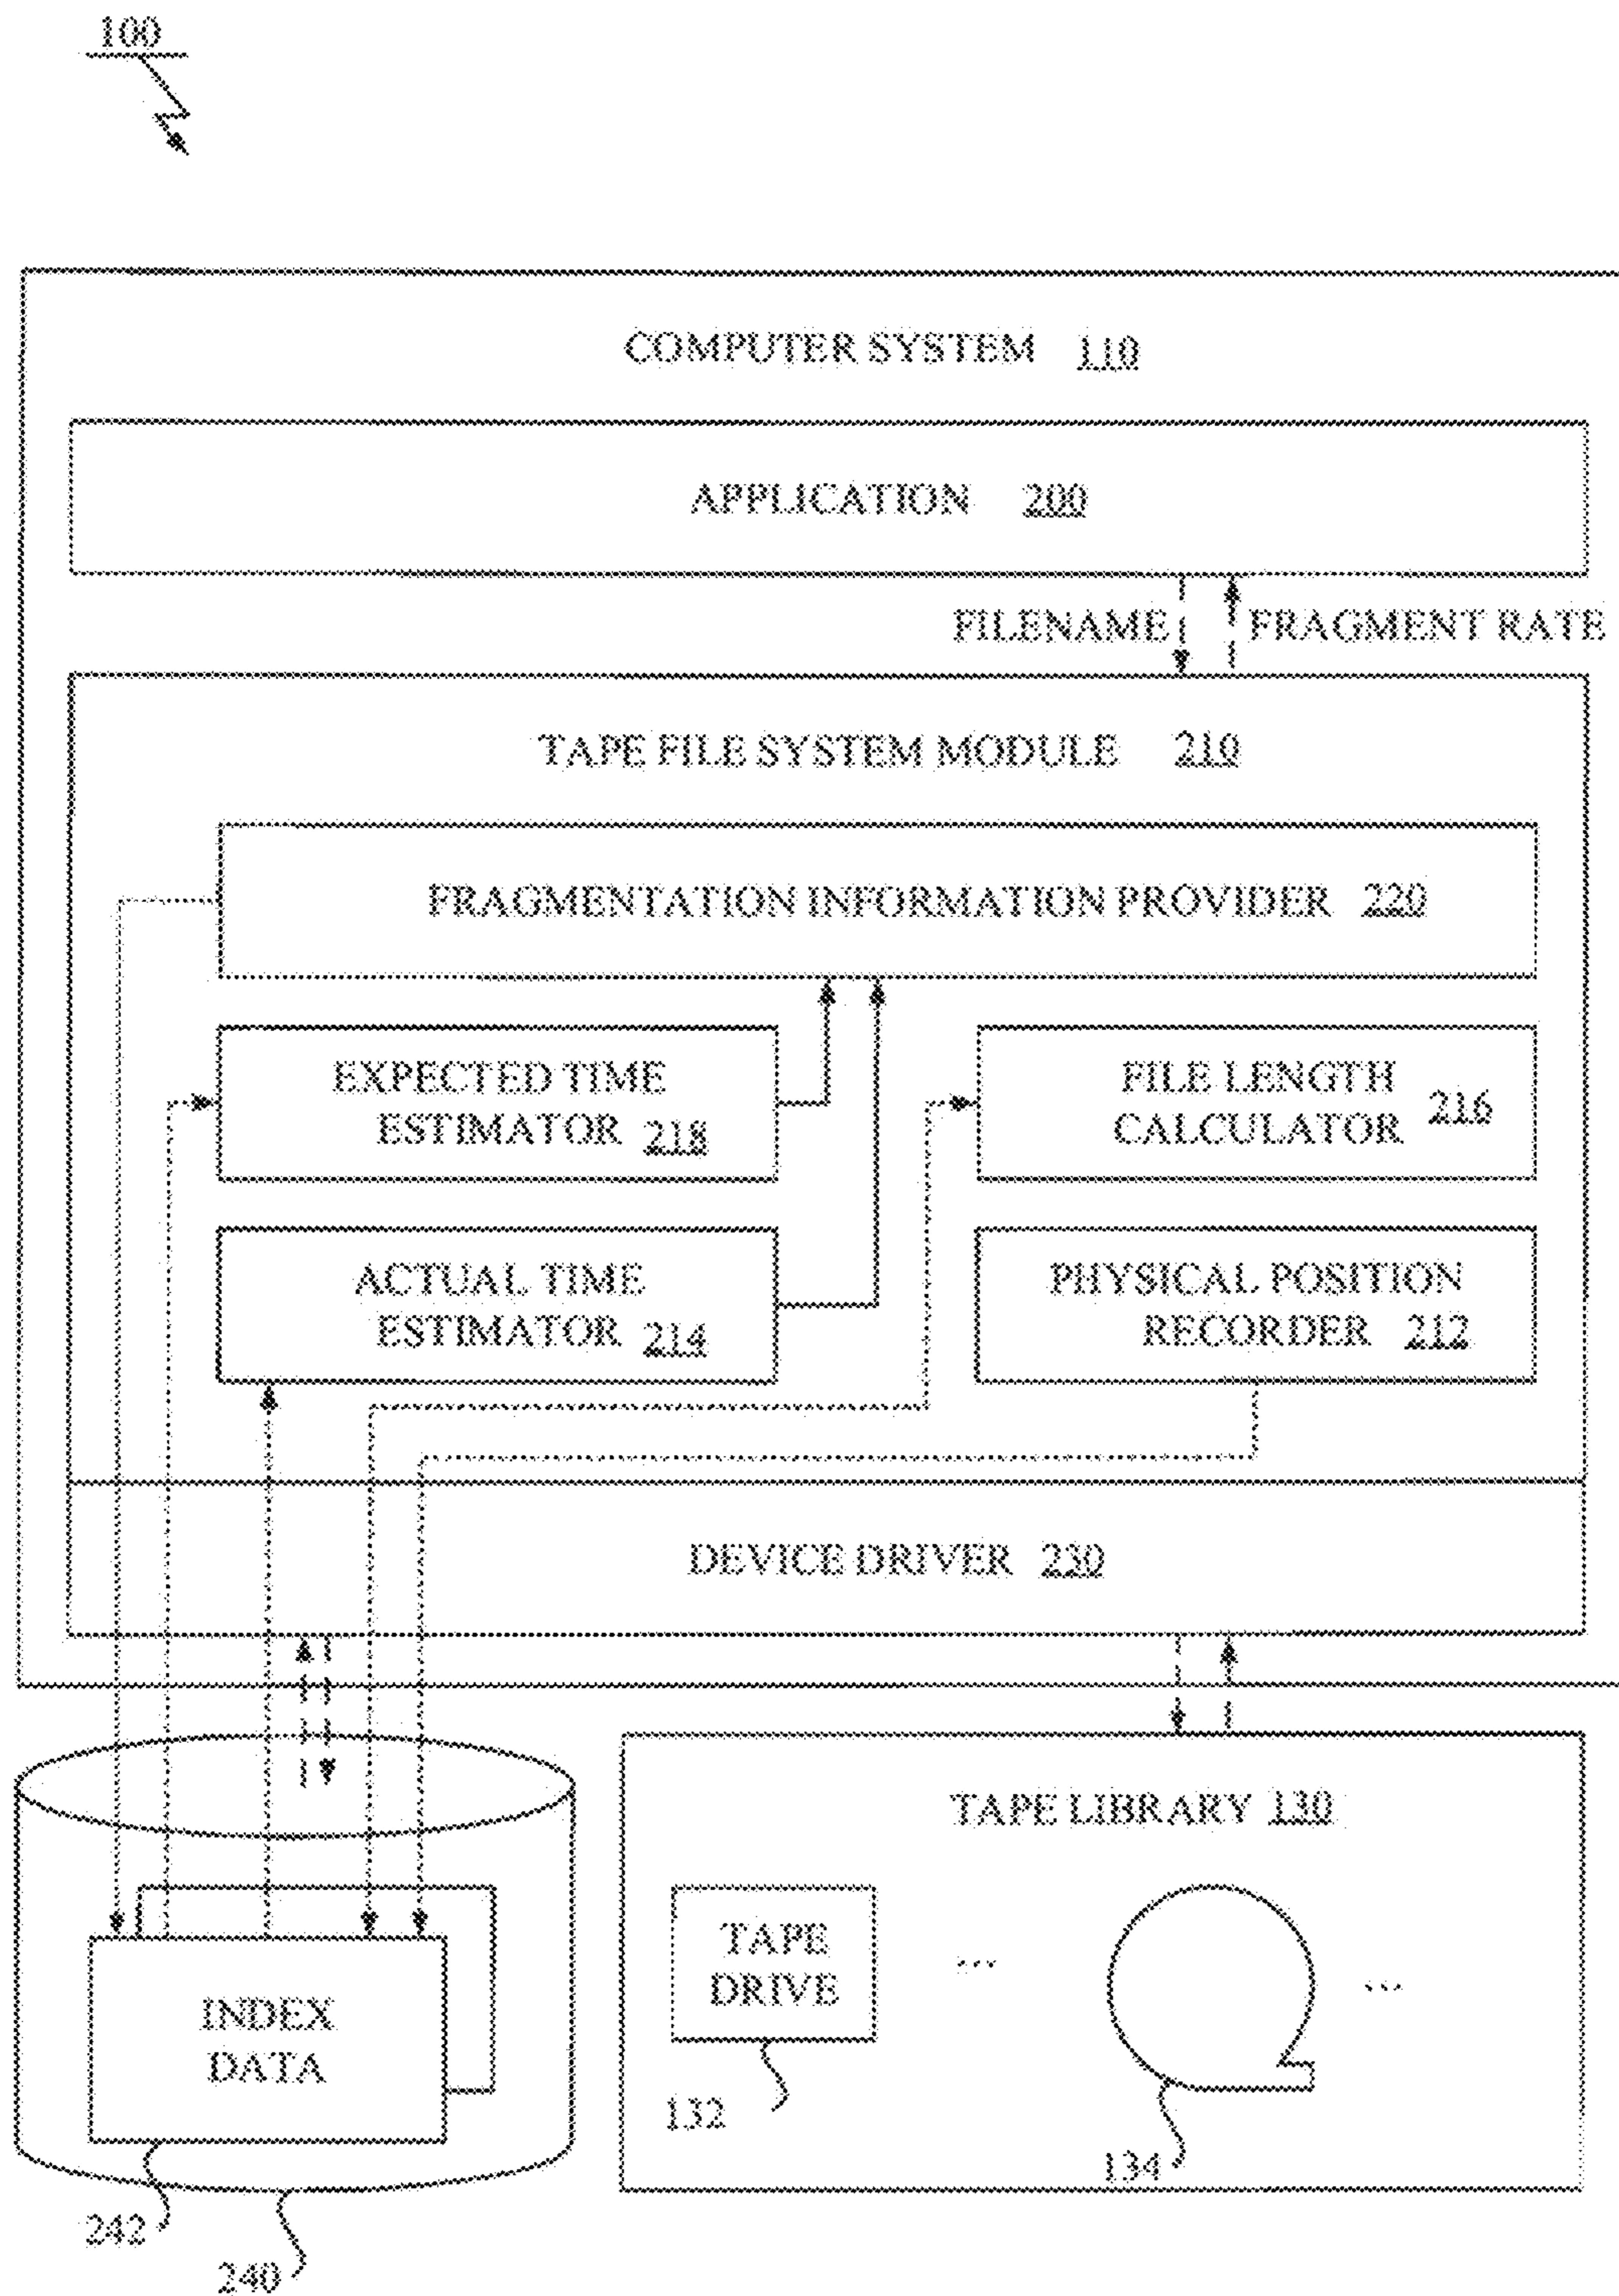 100
COMPUTER SYSTEM 110
APPLICATION 200
FILENAME FRAGMENT RATE
TAPE FILE SYSTEM MODULE 210
FRAGMENTATION INFORMATION PROVIDER 220
EXPECTED TIME
ESTIMATOR 218
FILE LENGTH
CALCULATOR 216
ACTUAL TIME
ESTIMATOR 214
PHYSICAL POSITION
RECORDER 212
DEVICE DRIVER 230
TAPE LIBRARY 130
TAPE
DRIVE
...
...
INDEX
DATA
132
134
242
240